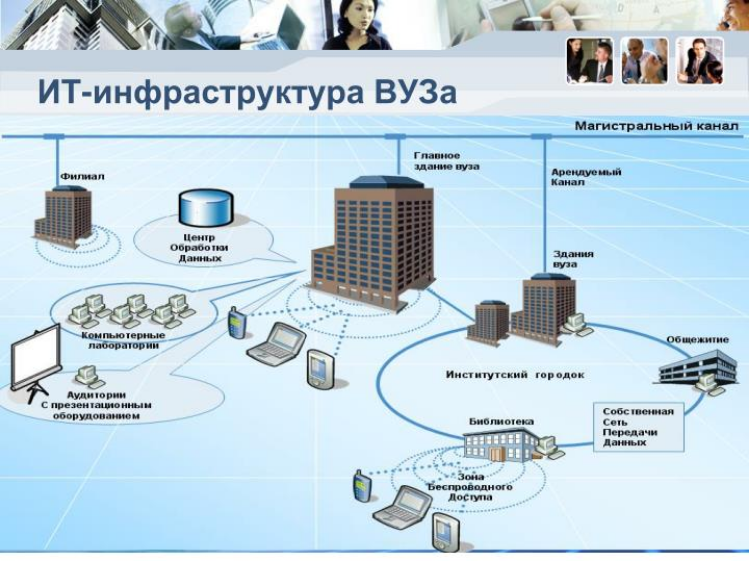 ИТ-инфраструктура ВУЗа
Магистральный канал
Филиал
Главное
здание вуза
Арендуемый
Канал
Центр
Обработки
Данных
Здания
вуза
Компьютерные
лаборатории
Общежитие
Институтский городок
Аудитории
С презентационным
оборудованием
Библиотека
Собственная
Сеть
Передачи
Данных
Зона
Беспроводного
Доступа